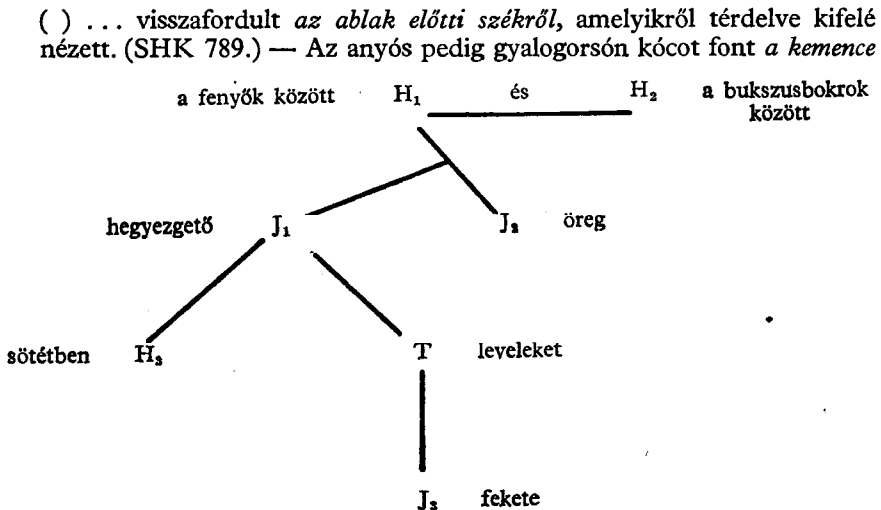 ( ) ... visszafordult az ablak előtti székről, amelyikről térdelve kifelé
nézett. (SHK 789.) — Az anyós pedig gyalogorsón kócot font a kemence
a fenyők között H₁ és H₂ a bukszusbokrok
között
hegyezgető J₁ J₂ öreg
sötétben H₃ T leveleket
J₃ fekete